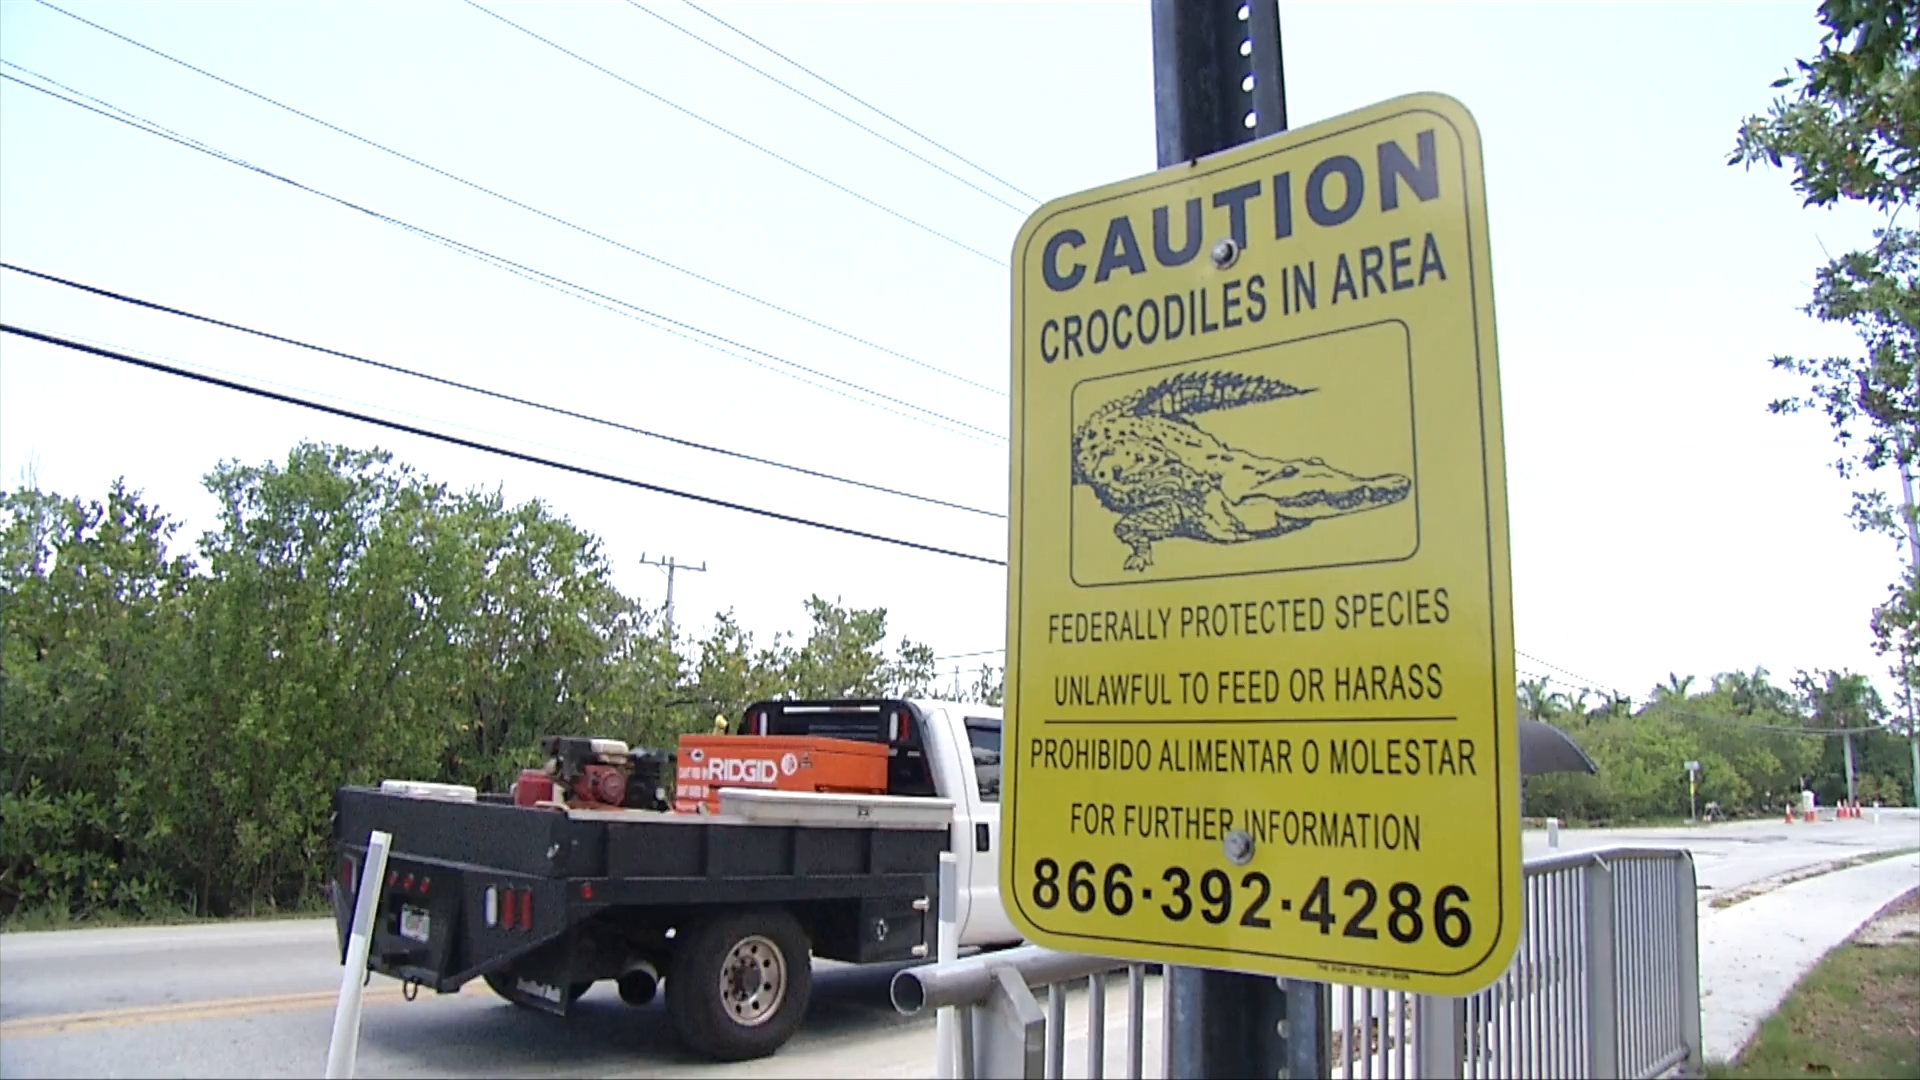 CAUTION
CROCODILES IN AREA
FEDERALLY PROTECTED SPECIES
UNLAWFUL TO FEED OR HARASS
PROHIBIDO ALIMENTAR O MOLESTAR
FOR FURTHER INFORMATION
866·392·4286
RIDGID